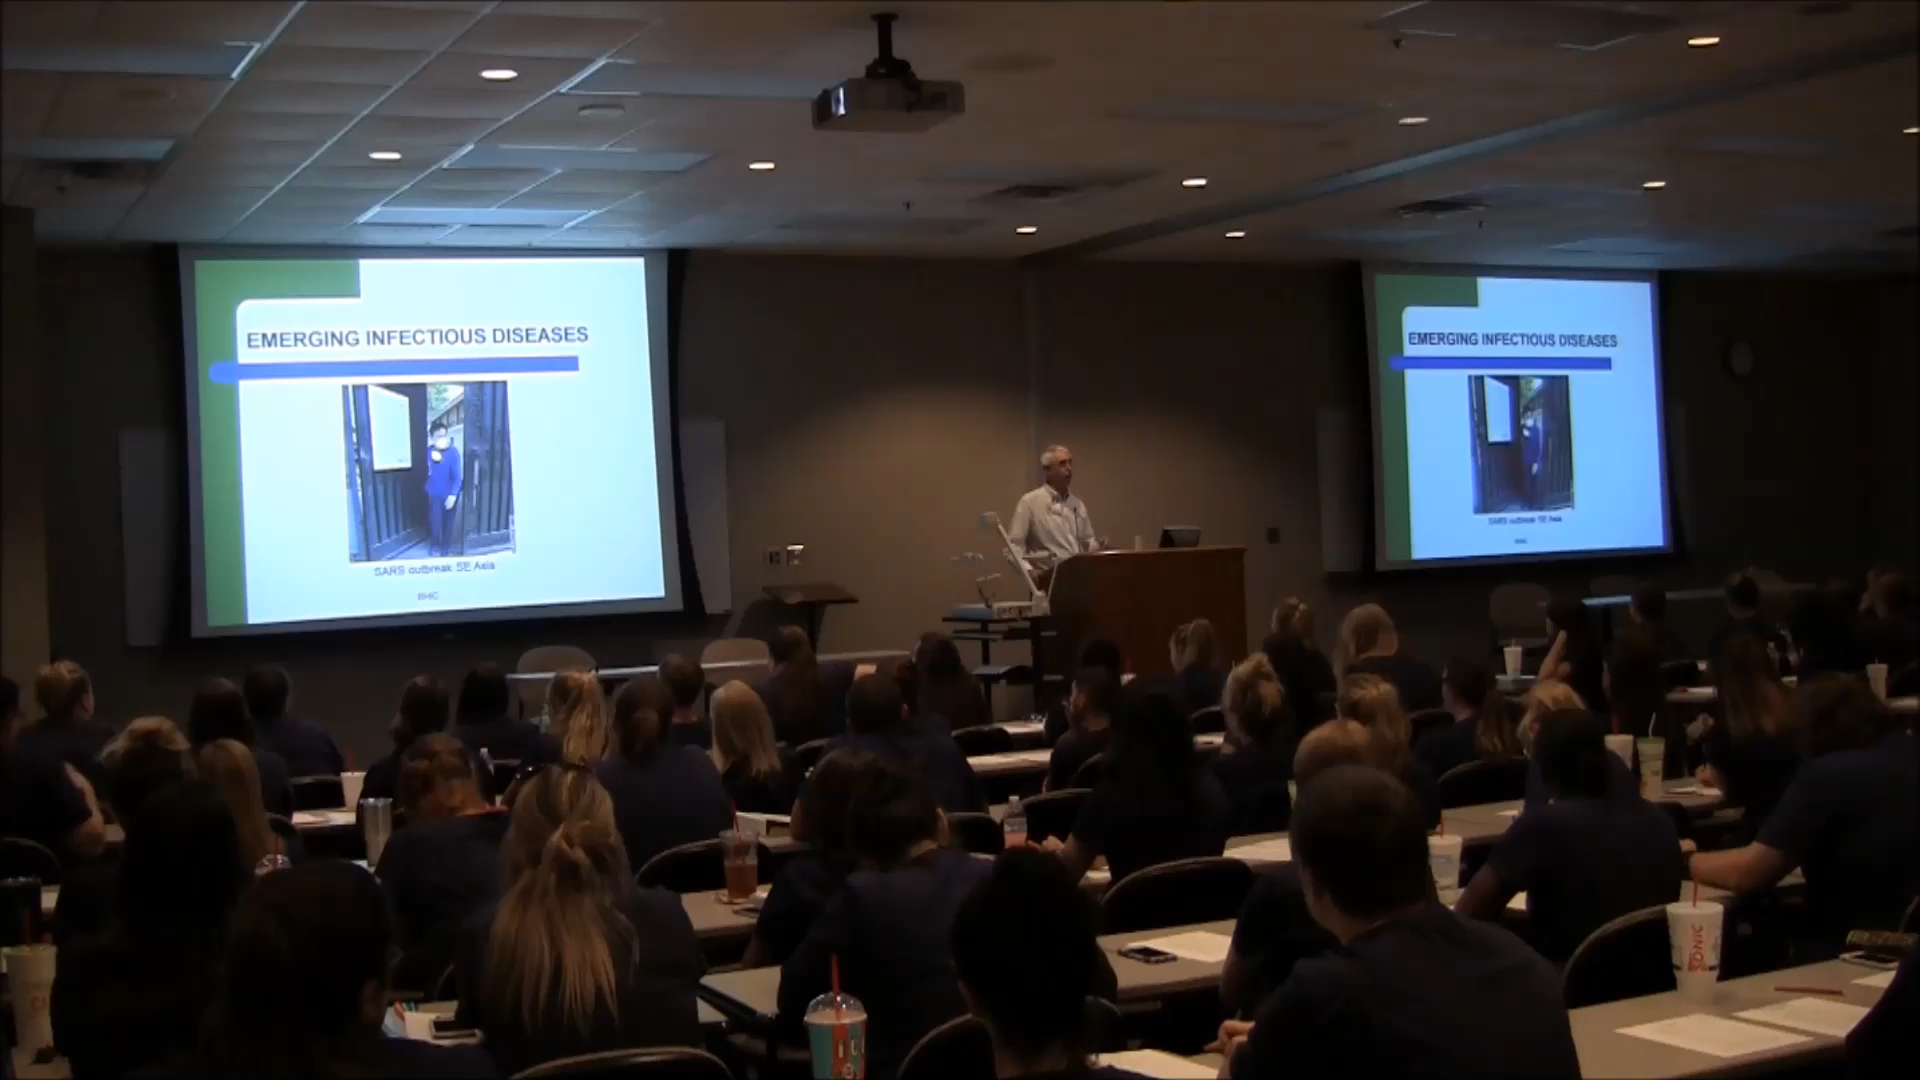 EMERGING INFECTIOUS DISEASES
SARS outbreak SE Asia
EMERGING INFECTIOUS DISEASES
SARS outbreak SE Asia
SONIC